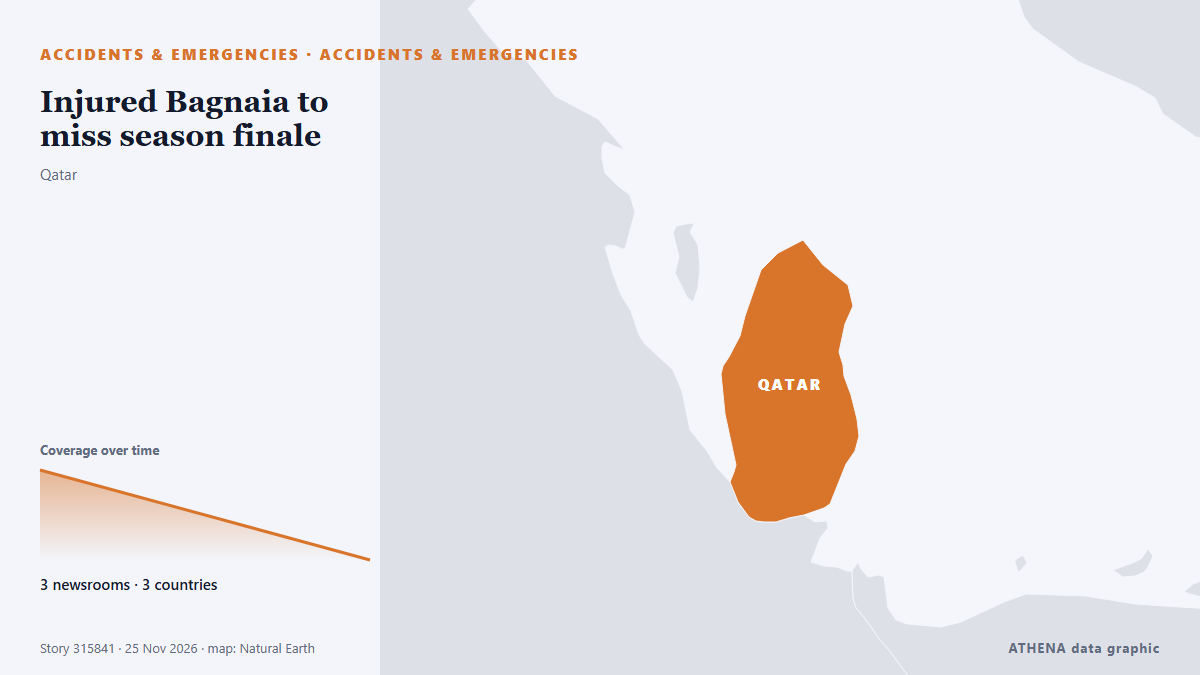 ACCIDENTS & EMERGENCIES · ACCIDENTS & EMERGENCIES
Injured Bagnaia to
miss season finale
Qatar
QATAR
Coverage over time
3 newsrooms · 3 countries
Story 315841 · 25 Nov 2026 · map: Natural Earth
ATHENA data graphic